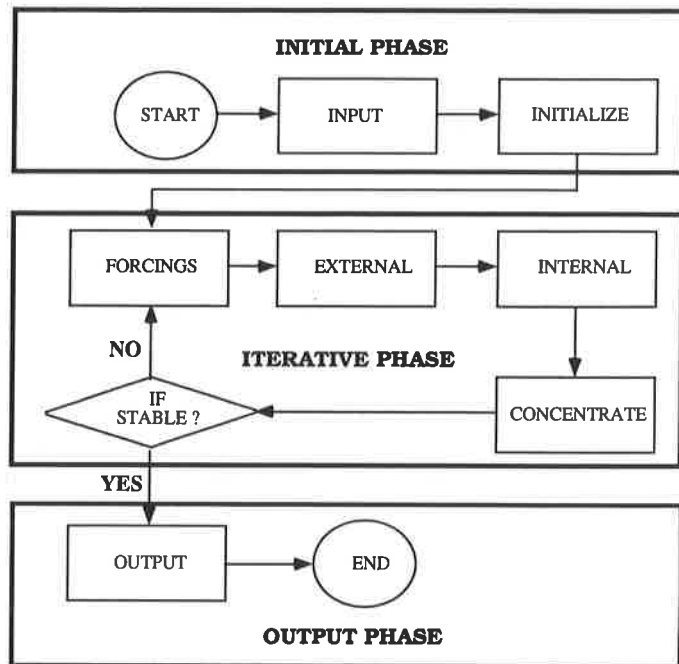 INITIAL PHASE
START
INPUT
INITIALIZE
FORCINGS
EXTERNAL
INTERNAL
NO
ITERATIVE PHASE
IF
STABLE ?
CONCENTRATE
YES
OUTPUT
END
OUTPUT PHASE